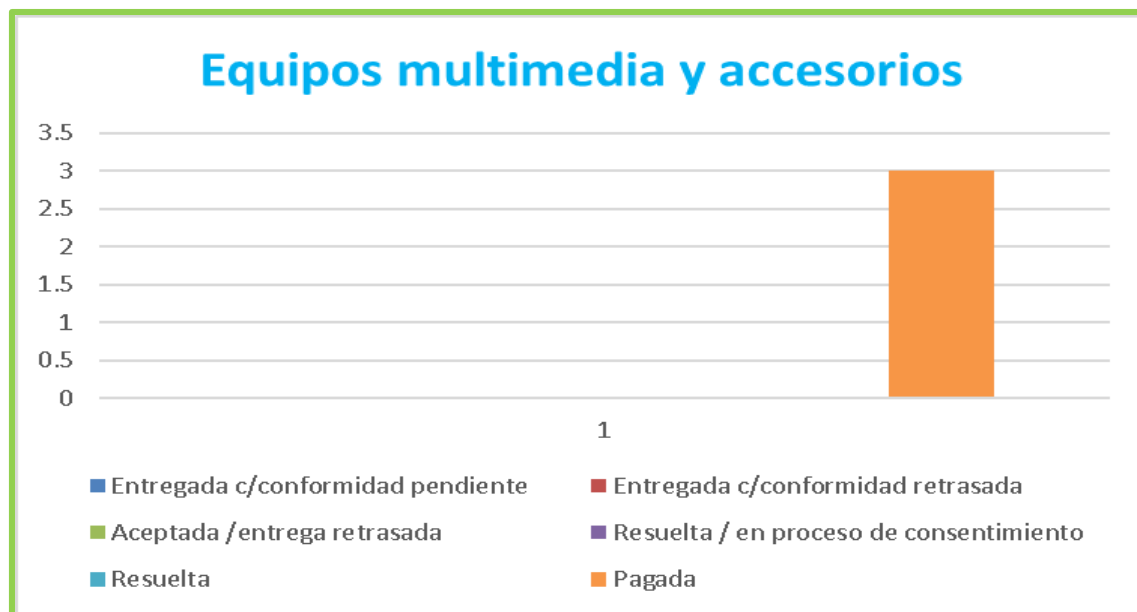 Equipos multimedia y accesorios
3.5
3
2.5
2
1.5
1
0.5
0
1
Entregada c/conformidad pendiente
Entregada c/conformidad retrasada
Aceptada /entrega retrasada
Resuelta / en proceso de consentimiento
Resuelta
Pagada